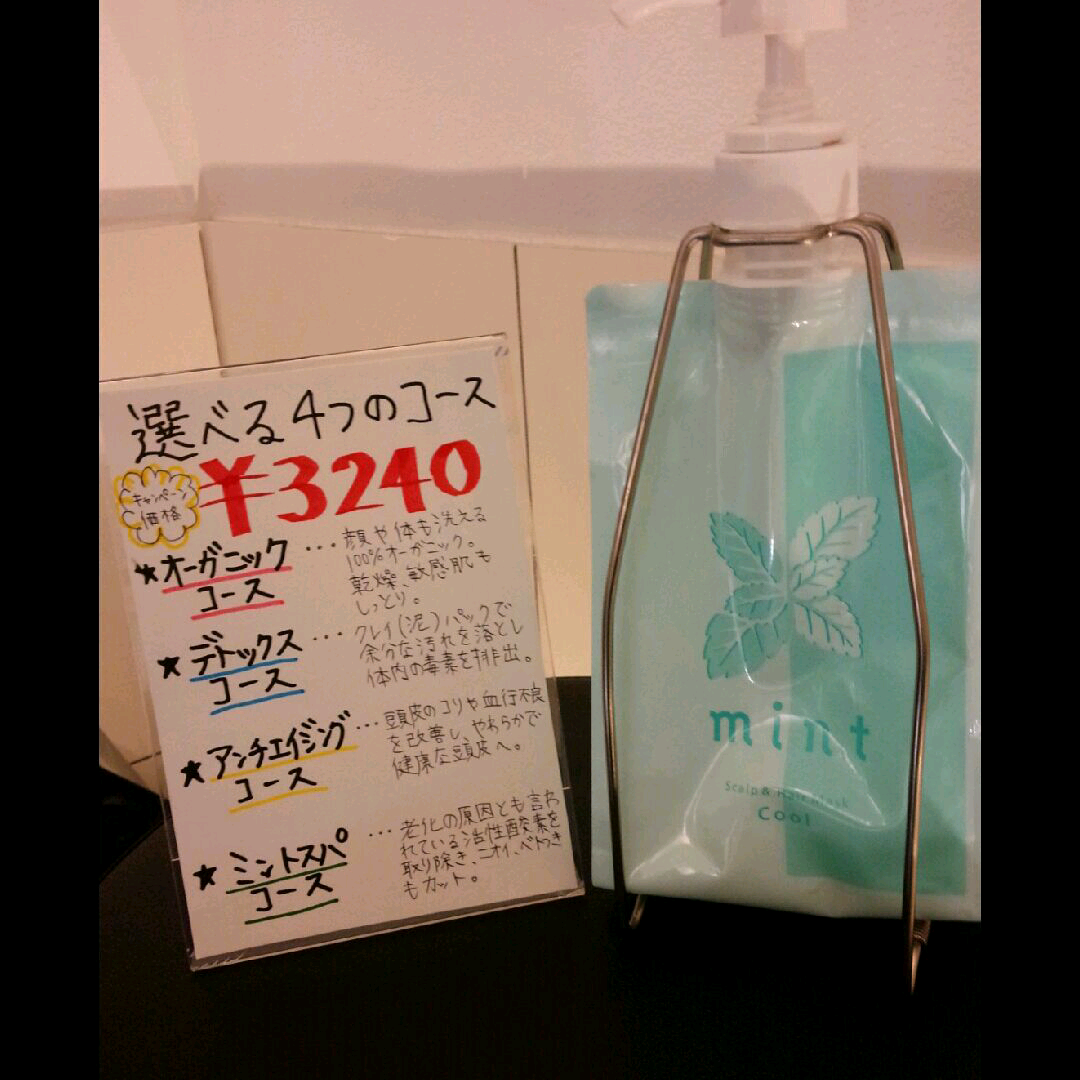 選べる4つのコース
キャンペーン
価格
¥3240
★オーガニック
コース
…顔や体も洗える
100%オーガニック。
乾燥、敏感肌も
しっとり。
★デトックス
コース
…クレイ(泥)パックで
余分な汚れを落とし
体内の毒素を排出。
★アンチエイジング
コース
…頭皮のコリや血行不良
を改善し、やわらかで
健康な頭皮へ。
★ミントスパ
コース
…老化の原因とも言わ
れている活性酸素を
取り除き、ニオイ、ベトつき
もカット。
mint
Scalp & Hair Mask
Cool